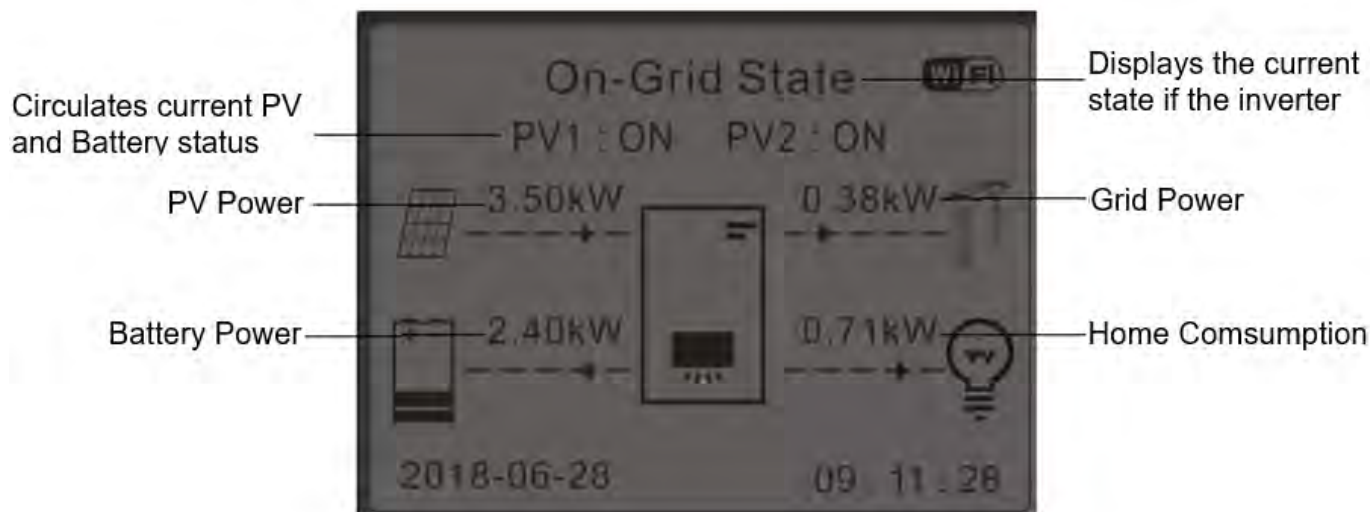 On-Grid State WiFi
Displays the current
state if the inverter
Circulates current PV
and Battery status
PV1 : ON PV2 : ON
PV Power
3.50kW
0.38kW
Grid Power
Battery Power
2.40kW
0.71kW
Home Comsumption
2018-06-28
09 : 11 : 28